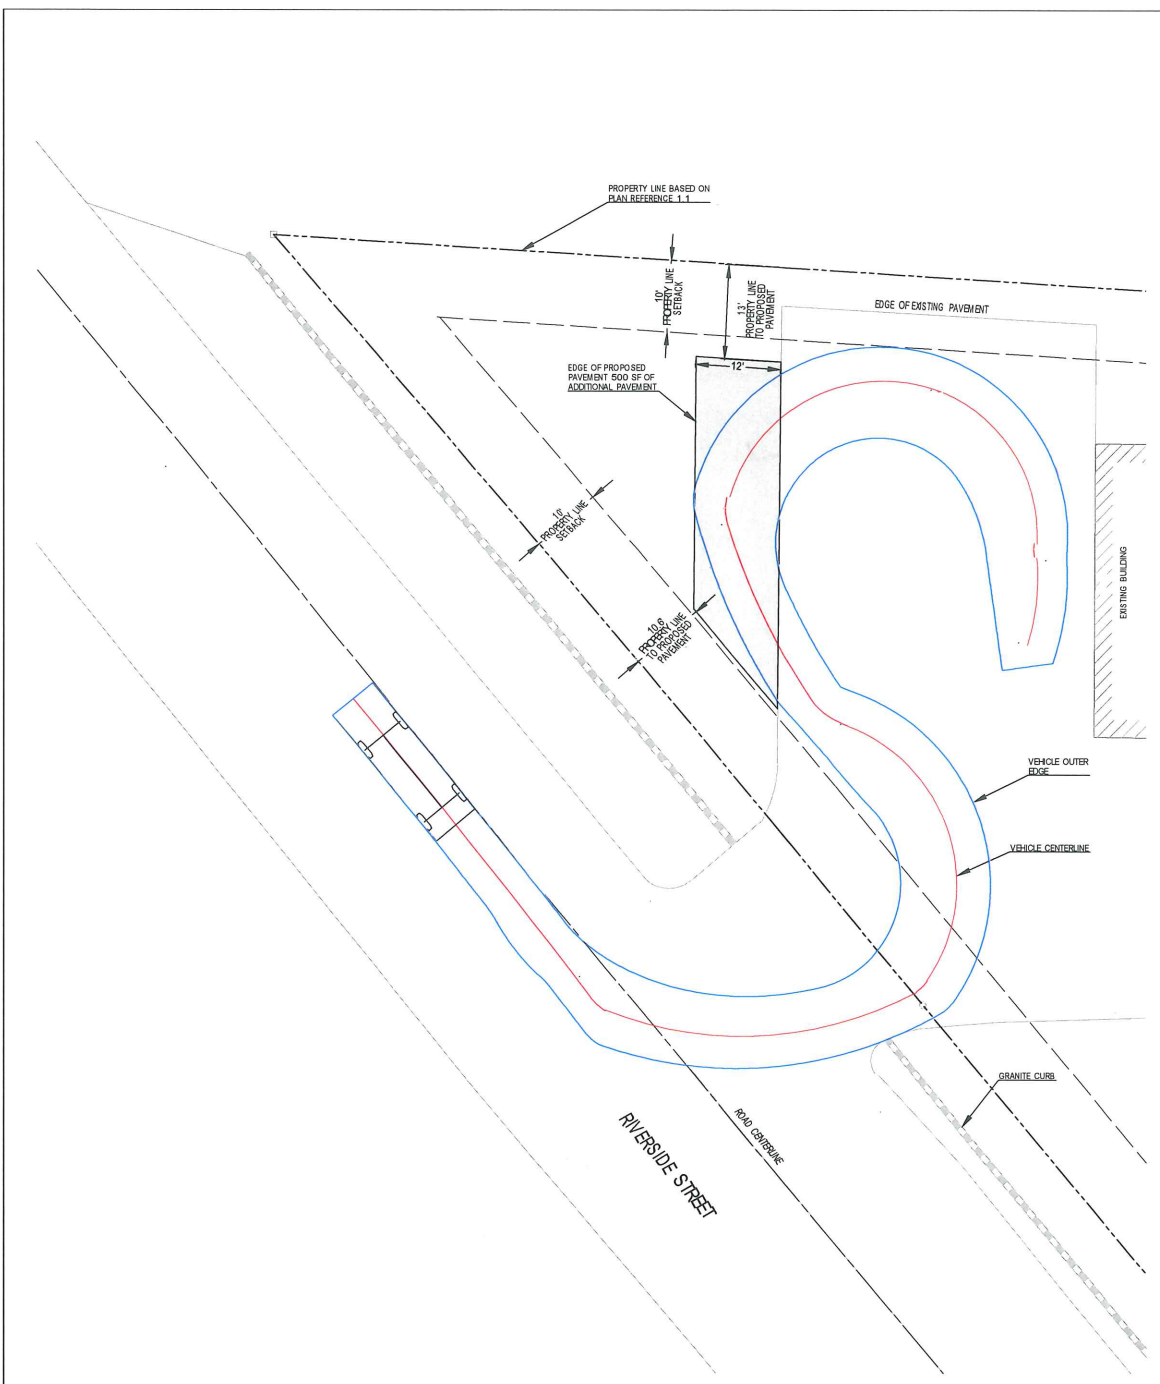 PROPERTY LINE BASED ON
PLAN REFERENCE 1.1
10'
PROPERTY LINE
SETBACK
13'
PROPERTY LINE
TO PROPOSED
PAVEMENT
EDGE OF EXISTING PAVEMENT
EDGE OF PROPOSED
PAVEMENT 500 SF OF
ADDITIONAL PAVEMENT
12'
10'
PROPERTY LINE
SETBACK
EXISTING BUILDING
10.6'
PROPERTY LINE
TO PROPOSED
PAVEMENT
VEHICLE OUTER
EDGE
VEHICLE CENTERLINE
GRANITE CURB
ROAD CENTERLINE
RIVERSIDE STREET